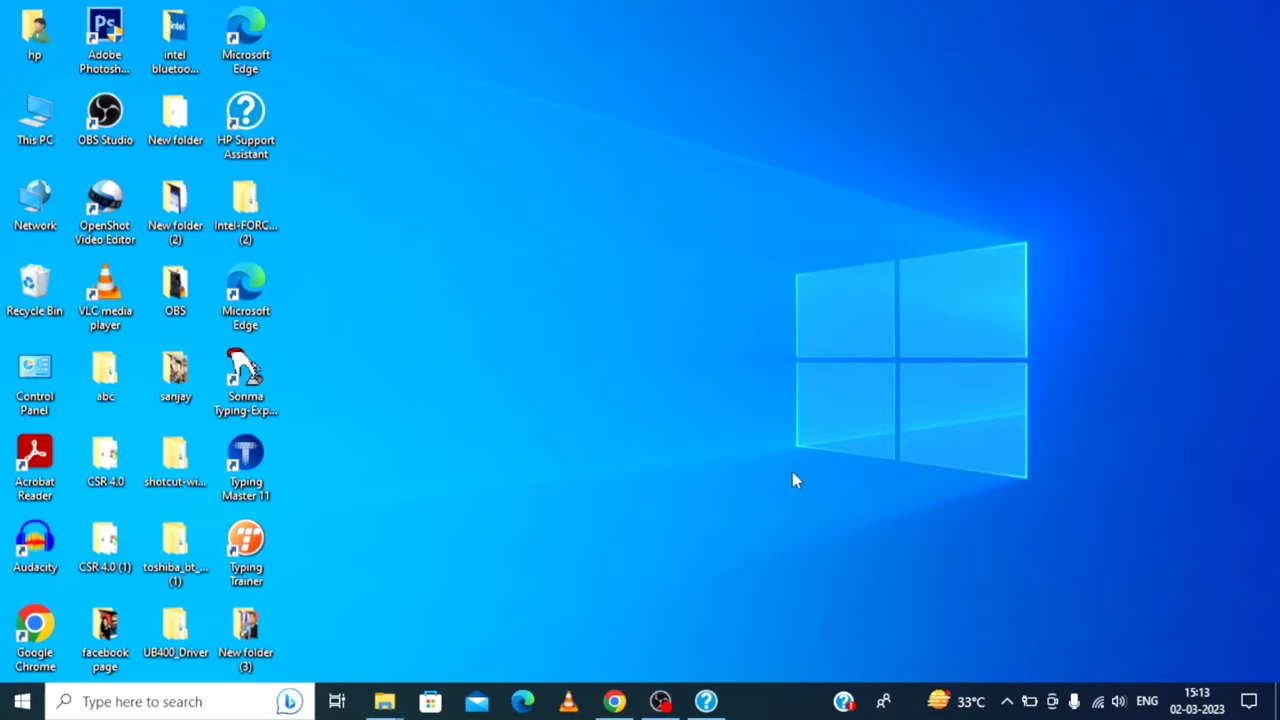 hp
Adobe
Photosh...
intel
bluetoo...
Microsoft
Edge
This PC
OBS Studio
New folder
HP Support
Assistant
Network
OpenShot
Video Editor
New folder
(2)
Intel-FORC...
(2)
Recycle Bin
VLC media
player
OBS
Microsoft
Edge
Control
Panel
abc
sanjay
Sonma
Typing-Exp...
Acrobat
Reader
CSR 4.0
shotcut-wi...
Typing
Master 11
Audacity
CSR 4.0 (1)
toshiba_bt_...
(1)
Typing
Trainer
Google
Chrome
facebook
page
UB400_Driver
New folder
(3)
Type here to search
33°C
ENG
15:13
02-03-2023